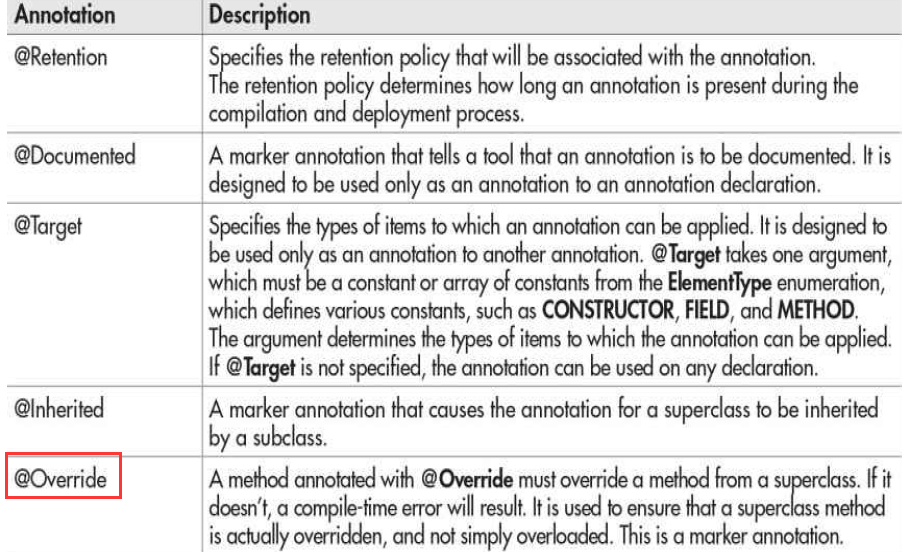 Annotation Description
@Retention Specifies the retention policy that will be associated with the annotation.
The retention policy determines how long an annotation is present during the
compilation and deployment process.
@Documented A marker annotation that tells a tool that an annotation is to be documented. It is
designed to be used only as an annotation to an annotation declaration.
@Target Specifies the types of items to which an annotation can be applied. It is designed to
be used only as an annotation to another annotation. @Target takes one argument,
which must be a constant or array of constants from the ElementType enumeration,
which defines various constants, such as CONSTRUCTOR, FIELD, and METHOD.
The argument determines the types of items to which the annotation can be applied.
If @Target is not specified, the annotation can be used on any declaration.
@Inherited A marker annotation that causes the annotation for a superclass to be inherited
by a subclass.
@Override A method annotated with @Override must override a method from a superclass. If it
doesn't, a compile-time error will result. It is used to ensure that a superclass method
is actually overridden, and not simply overloaded. This is a marker annotation.